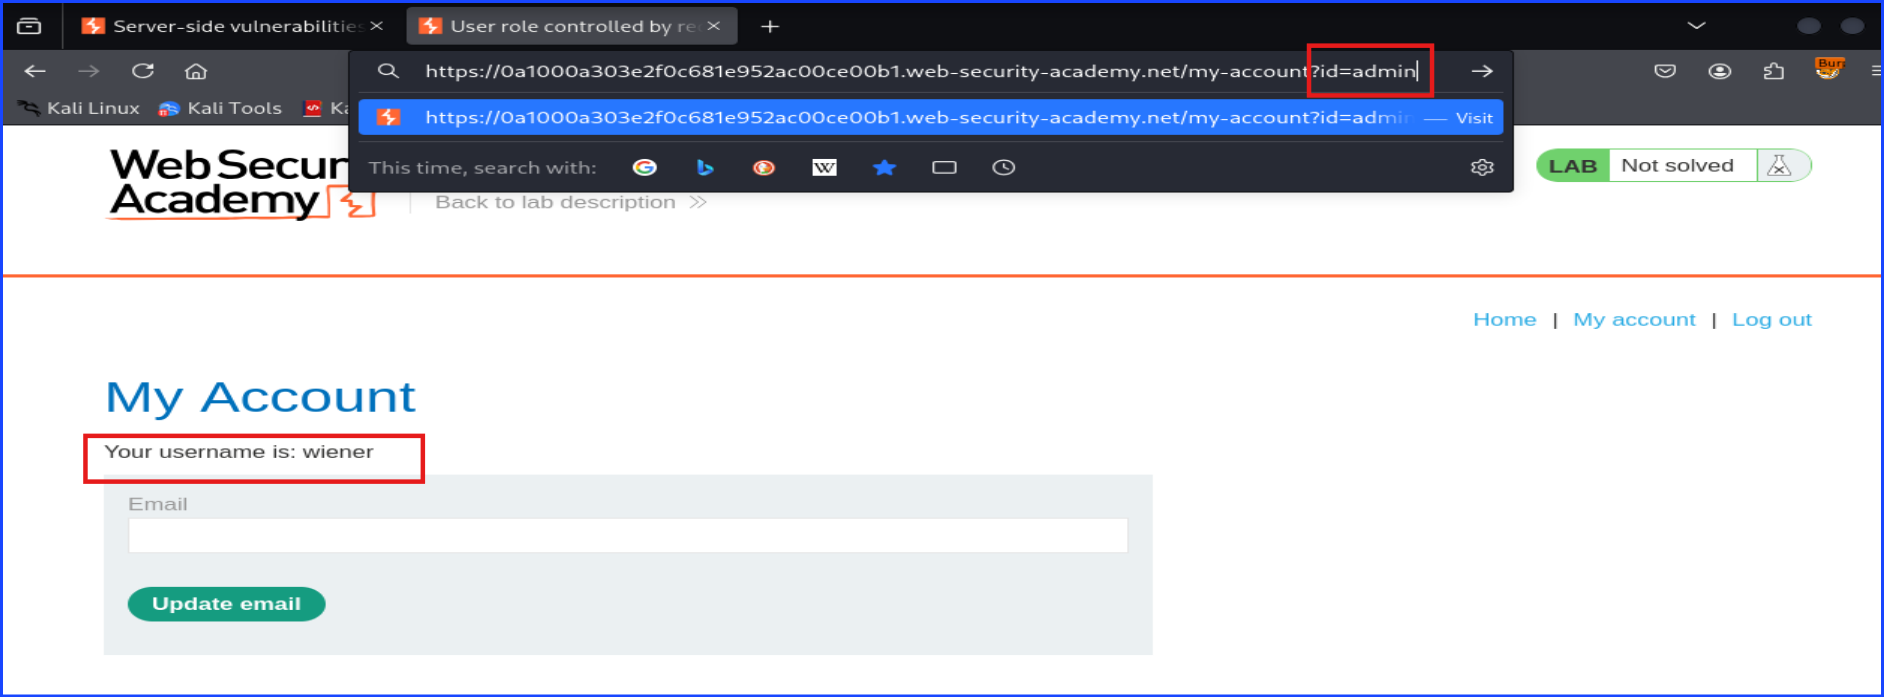 Server-side vulnerabilities
User role controlled by re
https://0a1000a303e2f0c681e952ac00ce00b1.web-security-academy.net/my-account?id=admin
Burp
Kali Linux
Kali Tools
Ka
https://0a1000a303e2f0c681e952ac00ce00b1.web-security-academy.net/my-account?id=admin — Visit
Web Secur
Academy
This time, search with:
W
LAB
Not solved
Back to lab description >>
Home | My account | Log out
My Account
Your username is: wiener
Email
Update email